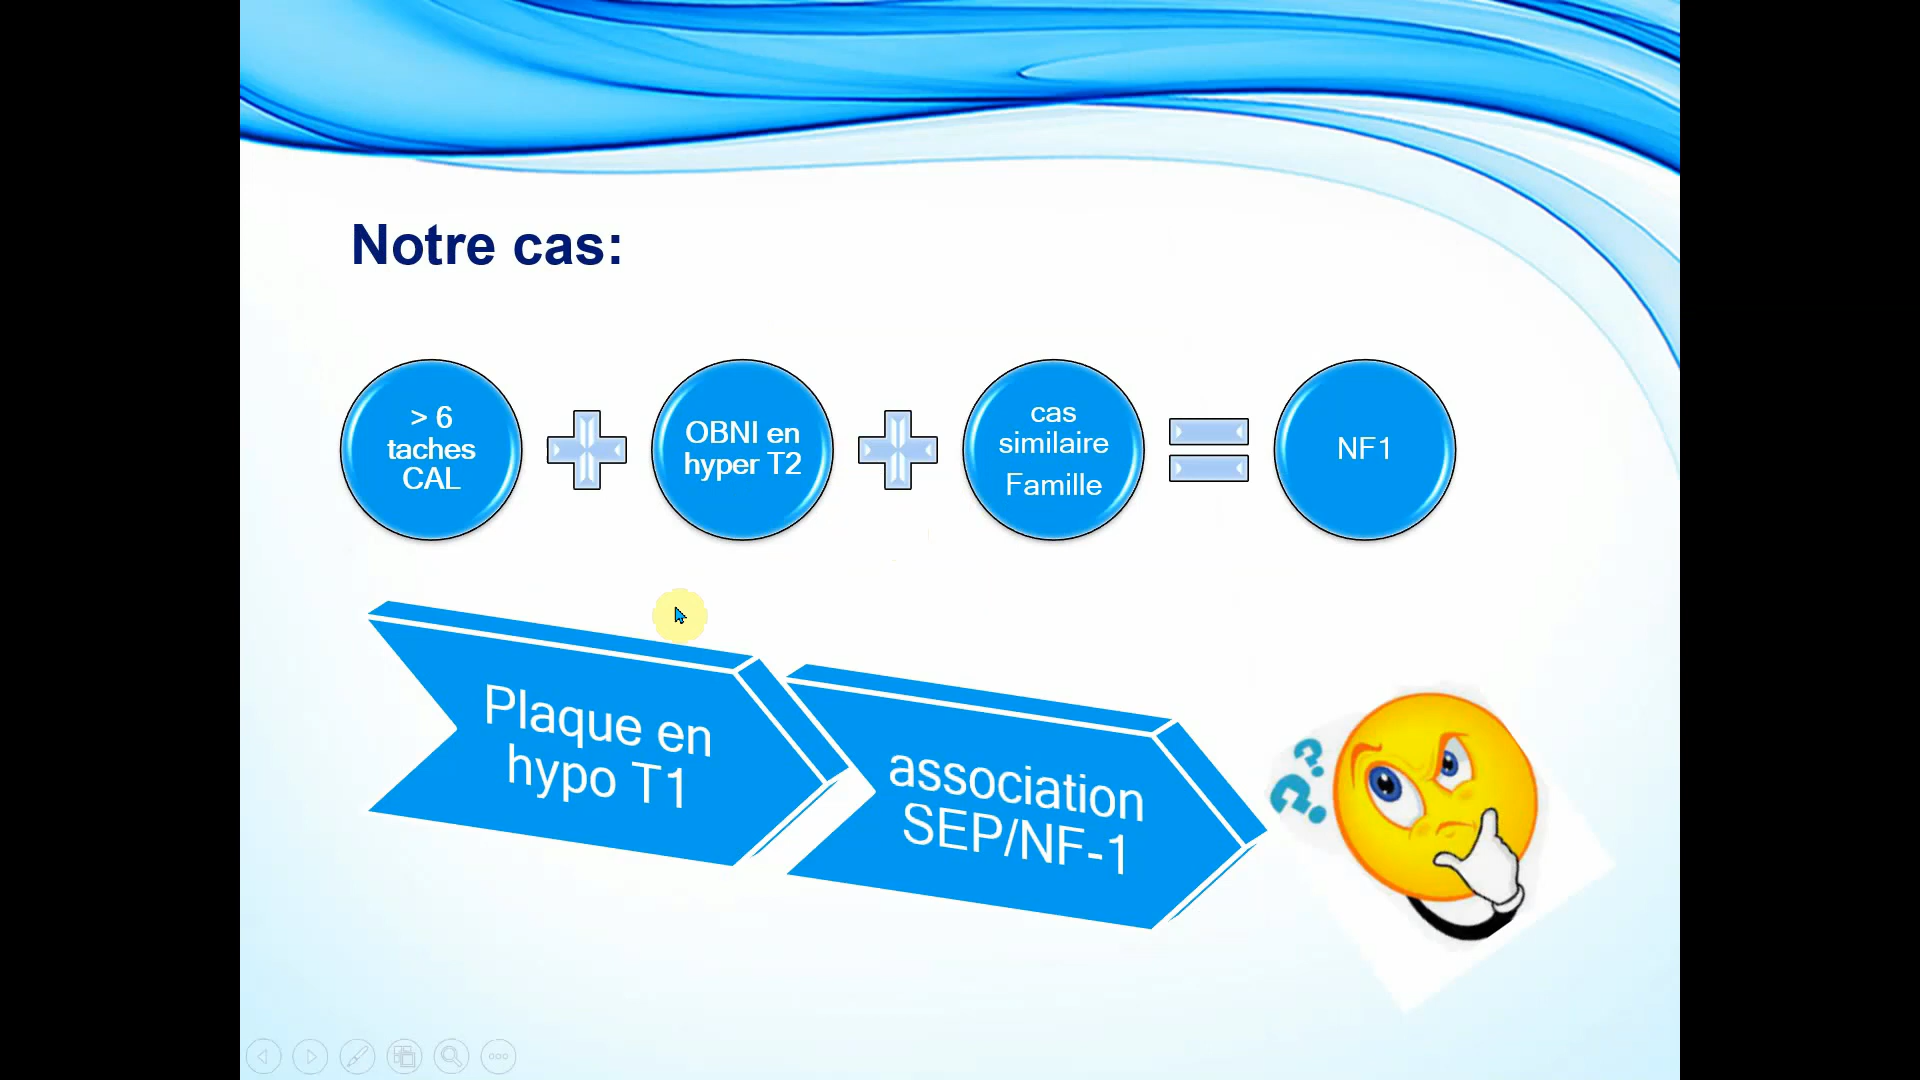 Notre cas:
> 6
taches
CAL
OBNI en
hyper T2
cas
similaire
Famille
NF1
Plaque en
hypo T1
association
SEP/NF-1
??